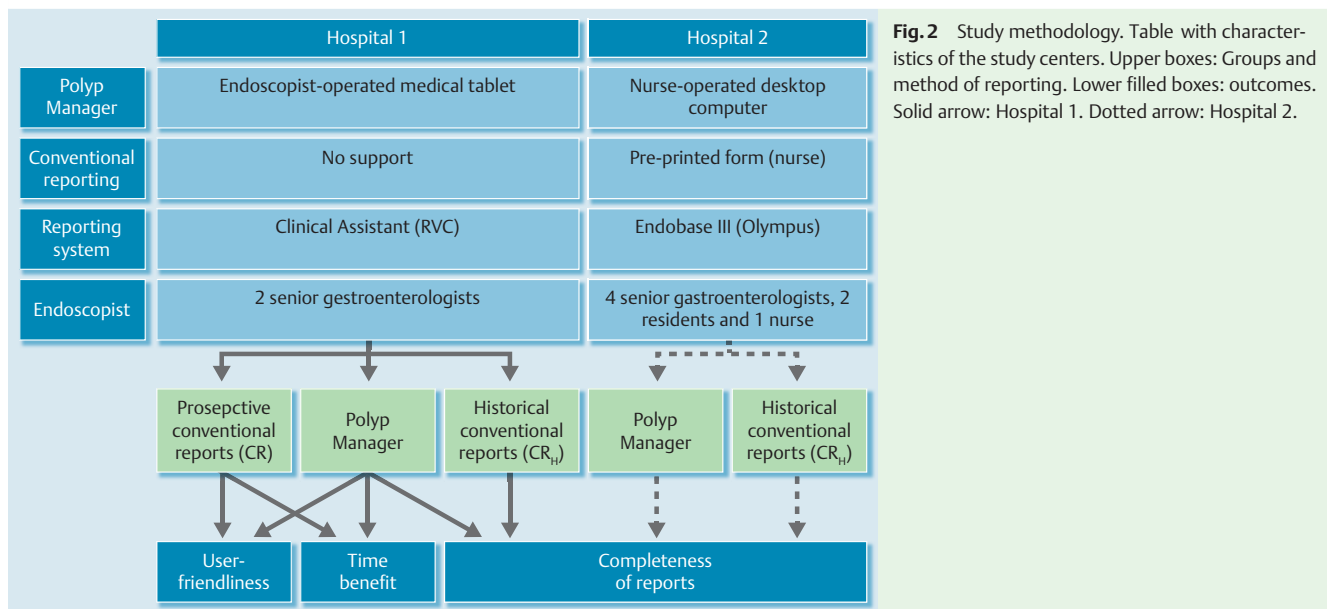 Hospital 1
Hospital 2
Polyp
Manager
Endoscopist-operated medical tablet
Nurse-operated desktop
computer
Conventional
reporting
No support
Pre-printed form (nurse)
Reporting
system
Clinical Assistant (RVC)
Endobase III (Olympus)
Endoscopist
2 senior gestroenterologists
4 senior gastroenterologists, 2
residents and 1 nurse
Prosepctive
conventional
reports (CR)
Polyp
Manager
Historical
conventional
reports (CRH)
Polyp
Manager
Historical
conventional
reports (CRH)
User-
friendliness
Time
benefit
Completeness
of reports
Fig. 2 Study methodology. Table with character-
istics of the study centers. Upper boxes: Groups and
method of reporting. Lower filled boxes: outcomes.
Solid arrow: Hospital 1. Dotted arrow: Hospital 2.